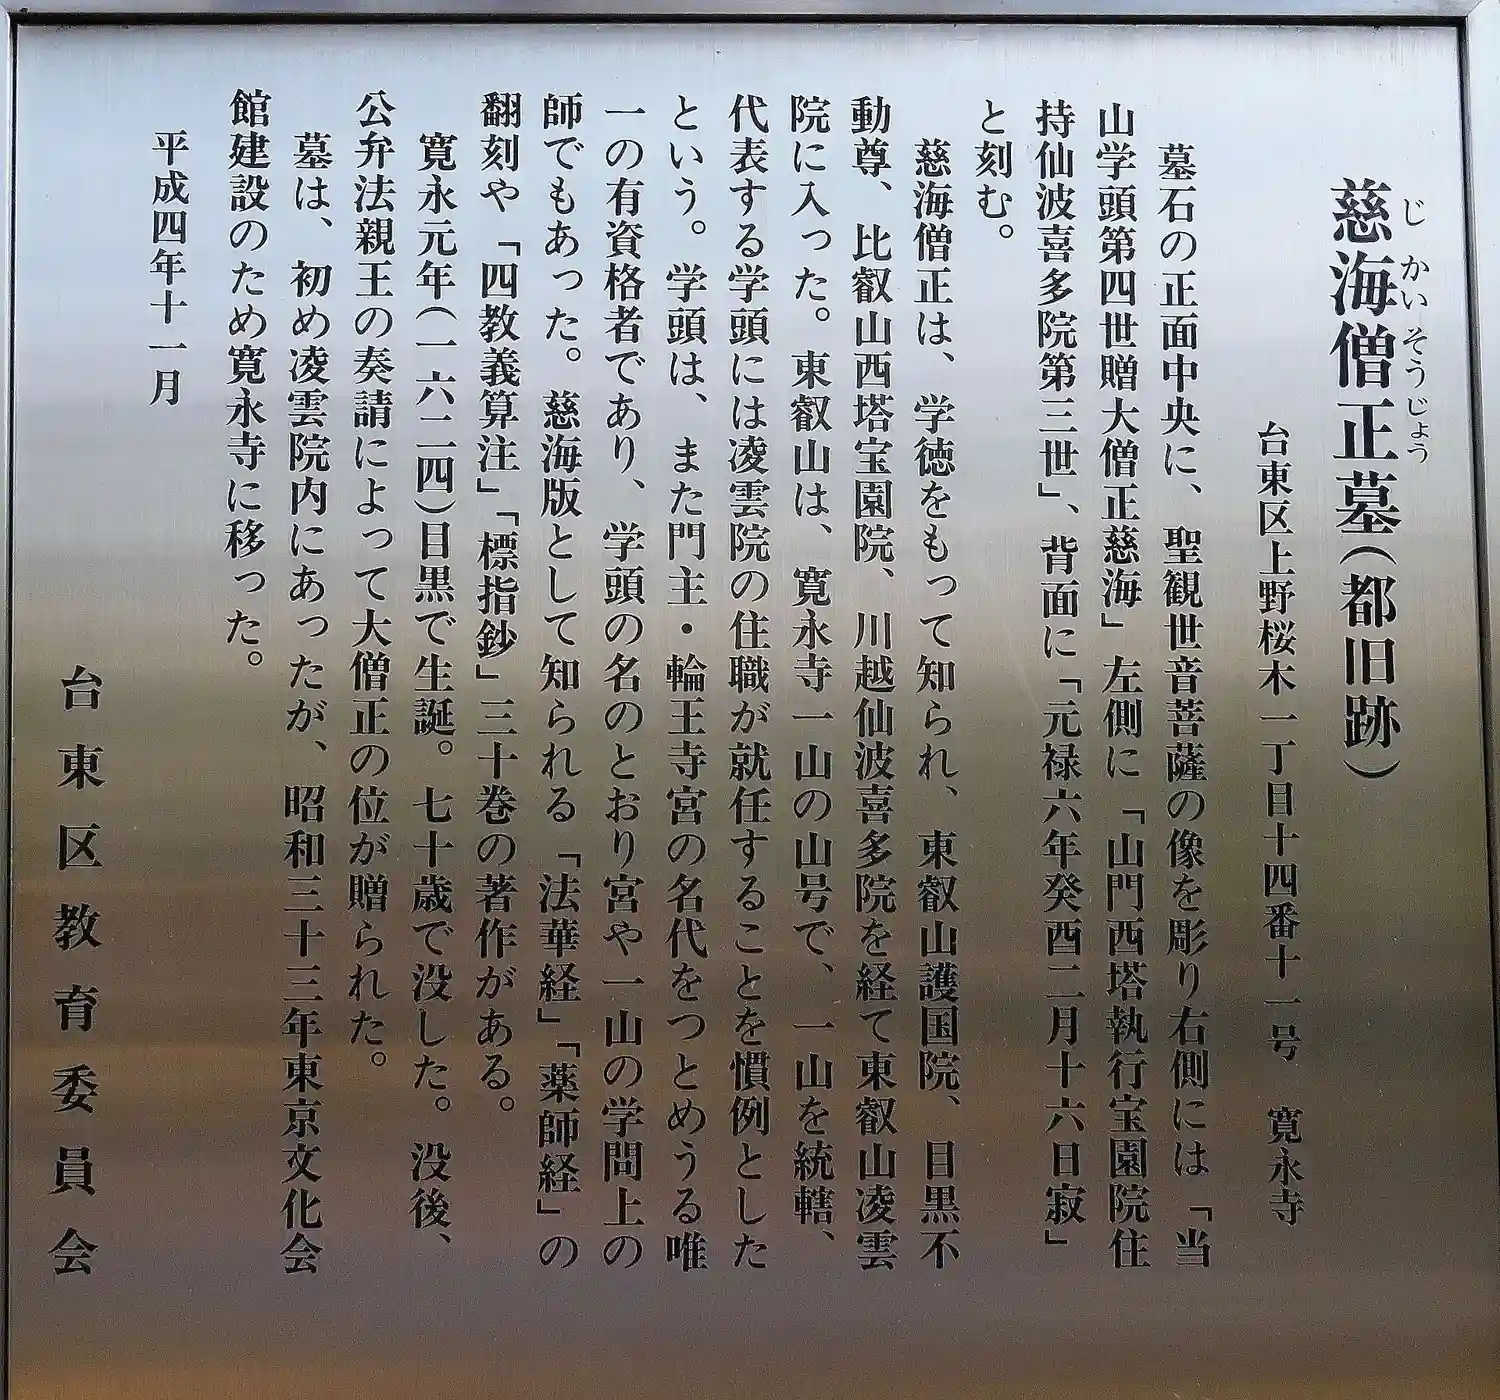 慈海僧正墓(都旧跡)
じかいそうじょう
台東区上野桜木一丁目十四番十一号　寛永寺
墓石の正面中央に、聖観世音菩薩の像を彫り右側には「当
山学頭第四世贈大僧正慈海」左側に「山門西塔執行宝園院住
持仙波喜多院第三世」、背面に「元禄六年癸酉二月十六日寂」
と刻む。
慈海僧正は、学徳をもって知られ、東叡山護国院、目黒不
動尊、比叡山西塔宝園院、川越仙波喜多院を経て東叡山凌雲
院に入った。東叡山は、寛永寺一山の山号で、一山を統轄、
代表する学頭には凌雲院の住職が就任することを慣例とした
という。学頭は、また門主・輪王寺宮の名代をつとめうる唯
一の有資格者であり、学頭の名のとおり宮や一山の学問上の
師でもあった。慈海版として知られる「法華経」「薬師経」の
翻刻や「四教義算注」「標指鈔」三十巻の著作がある。
寛永元年(一六二四)目黒で生誕。七十歳で没した。没後、
公弁法親王の奏請によって大僧正の位が贈られた。
墓は、初め凌雲院内にあったが、昭和三十三年東京文化会
館建設のため寛永寺に移った。
平成四年十一月
台東区教育委員会